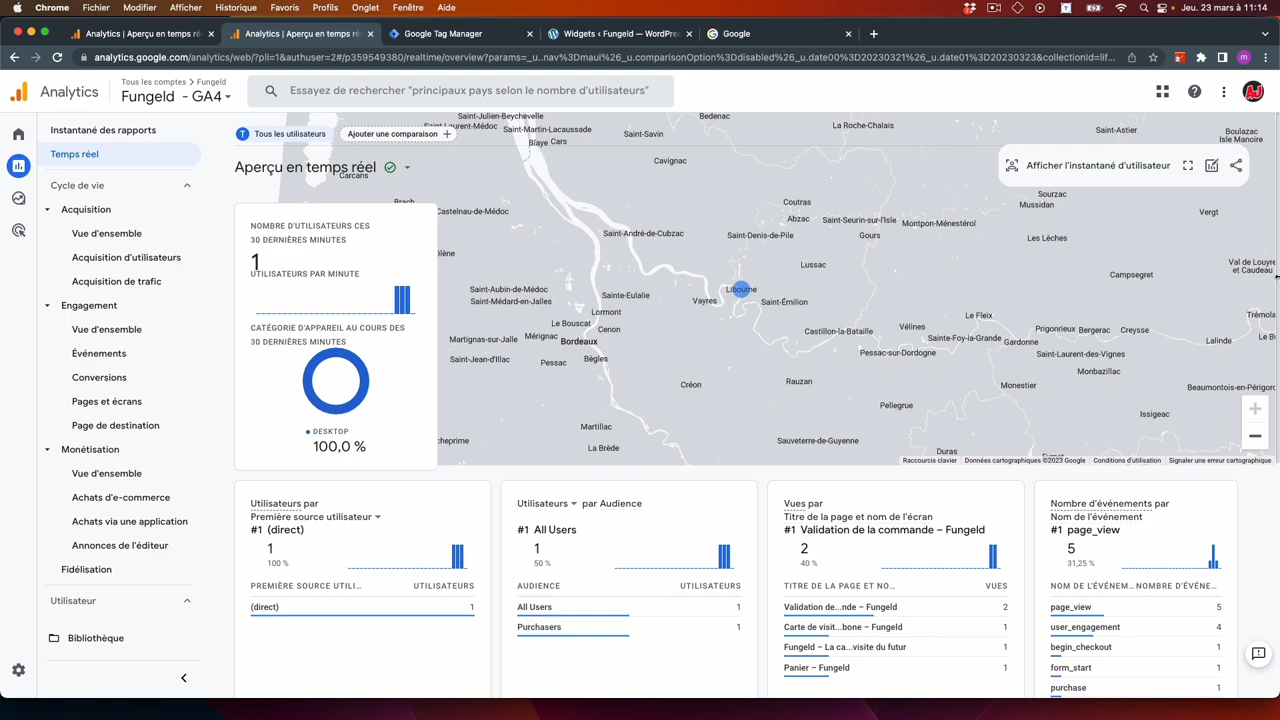 Chrome Fichier Modifier Afficher Historique Favoris Profils Onglet Fenêtre Aide
Jeu. 23 mars à 11:14
Analytics | Aperçu en temps ré
Analytics | Aperçu en temps ré
Google Tag Manager
Widgets ‹ Fungeld — WordPres
Google
analytics.google.com/analytics/web/?pli=1&authuser=2#/p359549380/realtime/overview?params=_u..nav%3Dmaui%26_u.comparisonOption%3Ddisabled%26_u.date00%3D20230321%26_u.date01%3D20230323&collectionId=lif...
Analytics
Tous les comptes > Fungeld
Fungeld - GA4
Essayez de rechercher "principaux pays selon le nombre d'utilisateurs"
Instantané des rapports
Temps réel
Cycle de vie
Acquisition
Vue d'ensemble
Acquisition d'utilisateurs
Acquisition de trafic
Engagement
Vue d'ensemble
Événements
Conversions
Pages et écrans
Page de destination
Monétisation
Vue d'ensemble
Achats d'e-commerce
Achats via une application
Annonces de l'éditeur
Fidélisation
Utilisateur
Bibliothèque
T Tous les utilisateurs
Ajouter une comparaison +
Aperçu en temps réel
Afficher l'instantané d'utilisateur
NOMBRE D'UTILISATEURS CES
30 DERNIÈRES MINUTES
1
UTILISATEURS PAR MINUTE
CATÉGORIE D'APPAREIL AU COURS DES
30 DERNIÈRES MINUTES
DESKTOP
100,0 %
Saint-Julien-Beychevelle
Saint-Laurent-Médoc
Saint-Martin-Lacaussade
Blaye
Cars
Bedenac
Saint-Savin
La Roche-Chalais
Saint-Astier
Boulazac
Isle Manoire
Cavignac
Carcans
Brach
Castelnau-de-Médoc
Saint-André-de-Cubzac
Coutras
Abzac
Saint-Denis-de-Pile
Saint-Seurin-sur-l'Isle
Gours
Montpon-Ménestérol
Sourzac
Mussidan
Vergt
Les Lèches
Val de Louyre
et Caudeau
élène
Lussac
Campsegret
Saint-Aubin-de-Médoc
Saint-Médard-en-Jalles
Sainte-Eulalie
Vayres
Libourne
Saint-Émilion
Lormont
Le Bouscat
Cenon
Mérignac
Bordeaux
Martignas-sur-Jalle
Saint-Jean-d'Illac
Pessac
Bègles
Castillon-la-Bataille
Vélines
Le Fleix
Sainte-Foy-la-Grande
Gardonne
Prigonrieux
Bergerac
Creysse
Trémola
Lalinde
Le B
Pessac-sur-Dordogne
Saint-Laurent-des-Vignes
Monbazillac
Créon
Rauzan
Monestier
Beaumontois-en-Périgor
Pellegrue
Issigeac
Martillac
cheprime
La Brède
Sauveterre-de-Guyenne
Duras
Raccourcis clavier
Données cartographiques ©2023 Google
Conditions d'utilisation
Signaler une erreur cartographique
Utilisateurs par
Première source utilisateur
#1 (direct)
1
100 %
PREMIÈRE SOURCE UTILI... UTILISATEURS
(direct) 1
Utilisateurs par Audience
#1 All Users
1
50 %
AUDIENCE UTILISATEURS
All Users 1
Purchasers 1
Vues par
Titre de la page et nom de l'écran
#1 Validation de la commande – Fungeld
2
40 %
TITRE DE LA PAGE ET NO... VUES
Validation de...nde – Fungeld 2
Carte de visit...bone – Fungeld 1
Fungeld – La ca...visite du futur 1
Panier – Fungeld 1
Nombre d'événements par
Nom de l'événement
#1 page_view
5
31,25 %
NOM DE L'ÉVÉNEM... NOMBRE D'ÉVÉNE...
page_view 5
user_engagement 4
begin_checkout 1
form_start 1
purchase 1